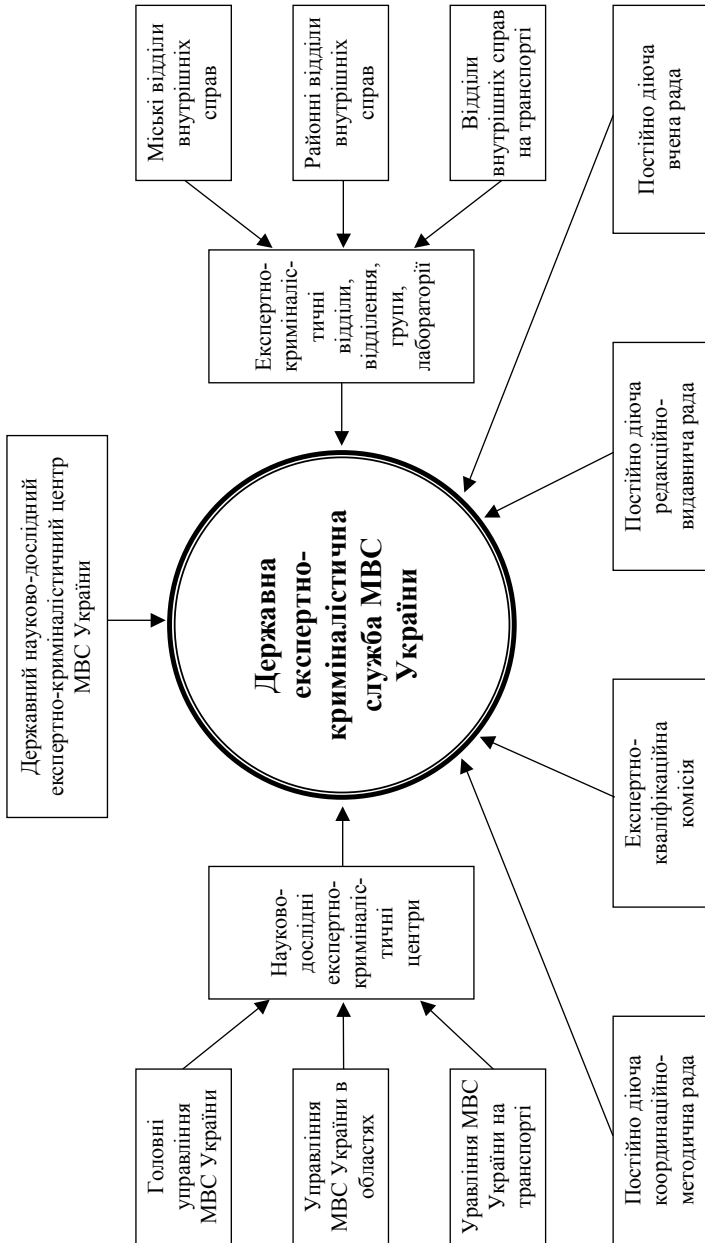 Державний науково-дослідний
експертно-криміналістичний центр
МВС України
Головні
управління
МВС України
Управління
МВС України в
областях
Уравління МВС
України на
транспорті
Науково-
дослідні
експертно-
криміналіс-
тичні
центри
Державна
експертно-
криміналістична
служба МВС
України
Експертно-
криміналіс-
тичні
відділи,
відділення,
групи,
лабораторії
Міські відділи
внутрішніх
справ
Районні відділи
внутрішніх
справ
Відділи
внутрішніх справ
на транспорті
Постійно діюча
координаційно-
методична рада
Експертно-
кваліфікаційна
комісія
Постійно діюча
редакційно-
видавнича рада
Постійно діюча
вчена рада